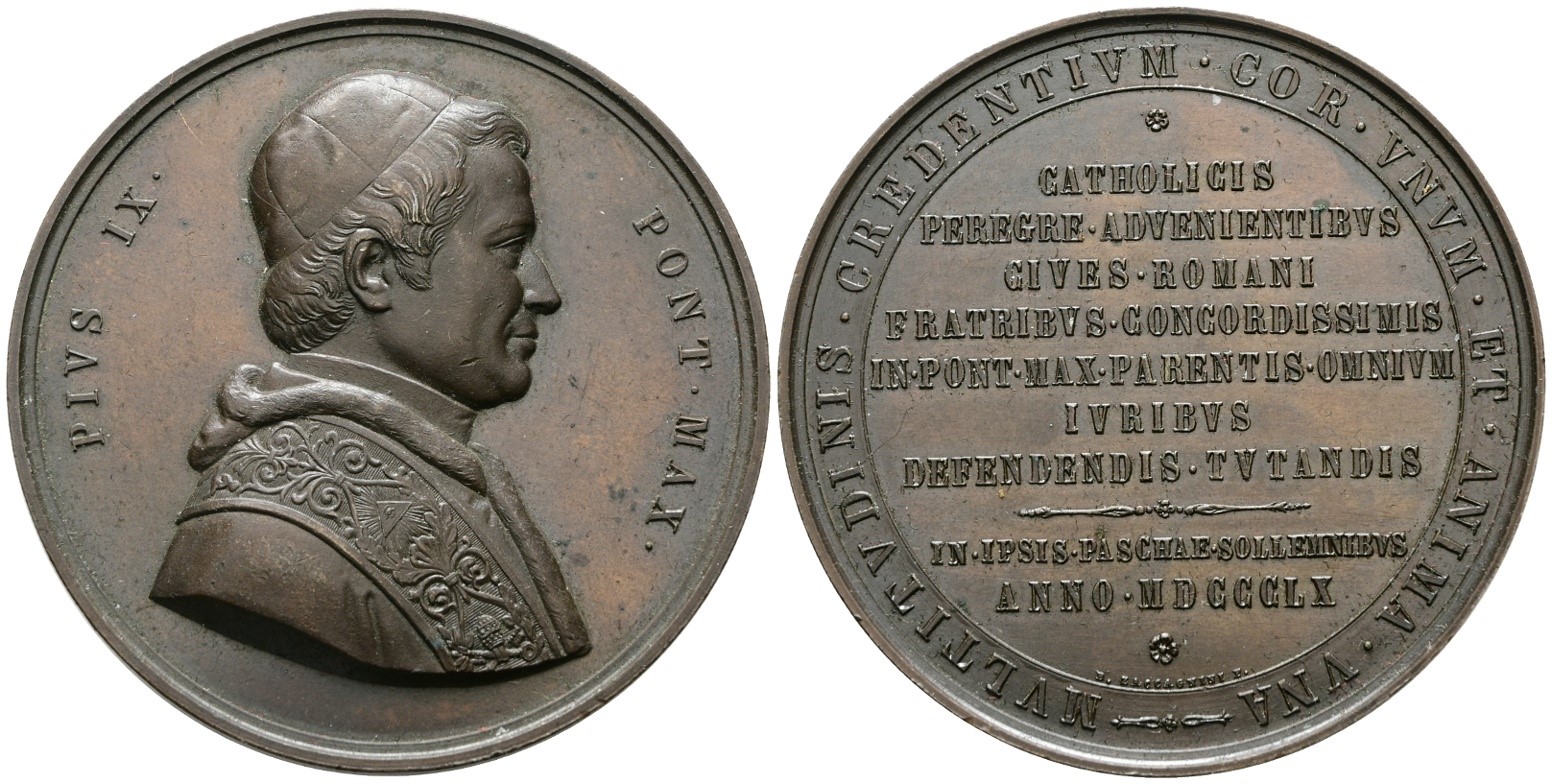 PIVS IX · PONT · MAX ·
MVLTITVDINIS · CREDENTIVM · COR · VNVM · ET · ANIMA · VNA
CATHOLICIS
PEREGRE · ADVENIENTIBVS
CIVES · ROMANI
FRATRIBVS · CONCORDISSIMIS
IN · PONT · MAX · PARENTIS · OMNIVM
IVRIBVS
DEFENDENDIS · TVTANDIS
IN · IPSIS · PASCHAE · SOLLEMNIBVS
ANNO · MDCCCLX
ZACCAGNINI F.